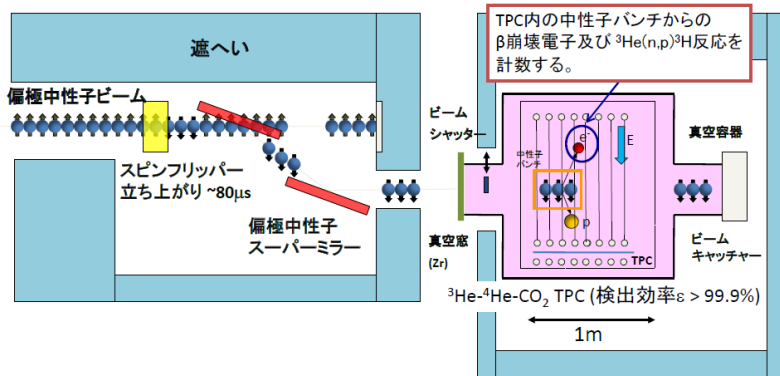 TPC内の中性子バンチからの
β崩壊電子及び ³He(n,p)³H反応を
計数する。
遮へい
偏極中性子ビーム
スピンフリッパー
立ち上がり ~80μs
偏極中性子
スーパーミラー
ビーム
シャッター
真空窓
(Zr)
中性子
バンチ
e⁻
E
p
TPC
真空容器
ビーム
キャッチャー
³He-⁴He-CO₂ TPC (検出効率ε > 99.9%)
1m